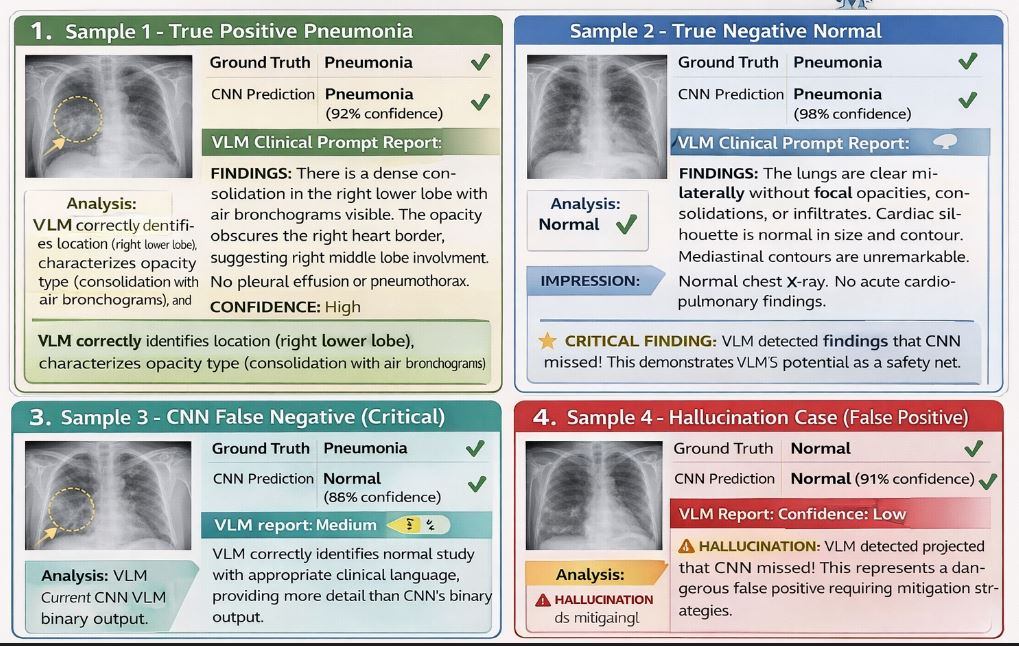 1. Sample 1 - True Positive Pneumonia
Ground Truth Pneumonia
CNN Prediction Pneumonia
(92% confidence)
VLM Clinical Prompt Report:
FINDINGS: There is a dense con-
solidation in the right lower lobe with
air bronchograms visible. The opacity
obscures the right heart border,
suggesting right middle lobe involvment.
No pleural effusion or pneumothorax.
CONFIDENCE: High
Analysis:
VLM correctly dentifi-
es location (right lower lobe),
characterizes opacity
type (consolidation with
air bronchograms), and
VLM correctly identifies location (right lower lobe),
characterizes opacity type (consolidation with air bronchograms)
Sample 2 - True Negative Normal
Ground Truth Pneumonia
CNN Prediction Pneumonia
(98% confidence)
VLM Clinical Prompt Report:
FINDINGS: The lungs are clear mi-
laterally without focal opacities, con-
solidations, or infiltrates. Cardiac sil-
houette is normal in size and contour.
Mediastinal contours are unremarkable.
Analysis:
Normal
IMPRESSION:
Normal chest X-ray. No acute cardio-
pulmonary findings.
CRITICAL FINDING: VLM detected findings that CNN
missed! This demonstrates VLM'S potential as a safety net.
3. Sample 3 - CNN False Negative (Critical)
Ground Truth Pneumonia
CNN Prediction Normal
(86% confidence)
VLM report: Medium
VLM correctly identifies normal study
with appropriate clinical language,
providing more detail than CNN's binary
output.
Analysis: VLM
Current CNN VLM
binary output.
4. Sample 4 - Hallucination Case (False Positive)
Ground Truth Normal
CNN Prediction Normal (91% confidence)
VLM Report: Confidence: Low
HALLUCINATION: VLM detected projected
that CNN missed! This represents a dan-
gerous false positive requiring mitigation str-
ategies.
Analysis:
HALLUCINATION
ds mitigaingl